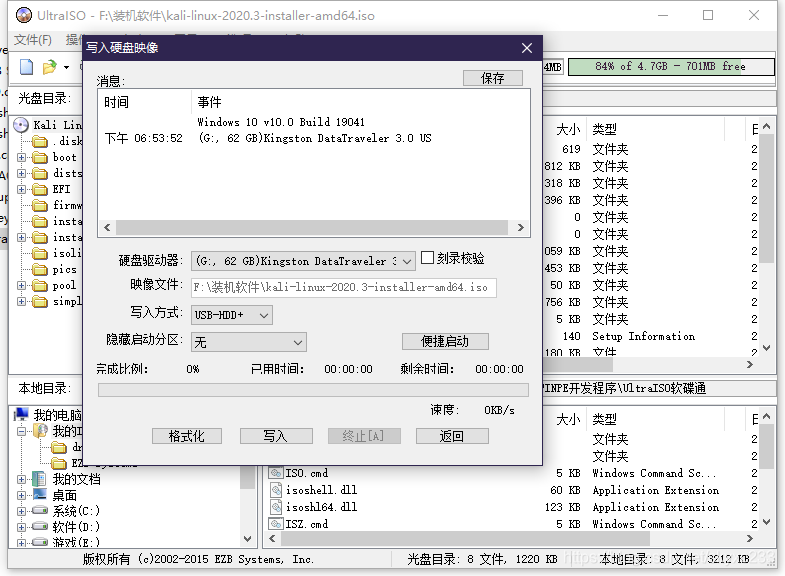 UltraISO - F:\装机软件\kali-linux-2020.3-installer-amd64.iso
文件(F)
写入硬盘映像
4MB
84% of 4.7GB - 701MB free
消息:
保存
光盘目录:
时间 事件
Windows 10 v10.0 Build 19041
下午 06:53:52 (G:, 62 GB)Kingston DataTraveler 3.0 US
Kali Lin
.disk
boot
dists
EFI
firmw
insta
insta
isoli
pics
pool
simpl
大小 类型
619 文件夹
812 KB 文件夹
318 KB 文件夹
396 KB 文件夹
0 文件夹
0 文件夹
059 KB 文件夹
453 KB 文件夹
50 KB 文件夹
756 KB 文件夹
5 KB 文件夹
140 Setup Information
180 KB 文件
硬盘驱动器: (G:, 62 GB)Kingston DataTraveler 3
刻录校验
映像文件: F:\装机软件\kali-linux-2020.3-installer-amd64.iso
写入方式: USB-HDD+
隐藏启动分区: 无
便捷启动
完成比例: 0% 已用时间: 00:00:00 剩余时间: 00:00:00
速度: 0KB/s
格式化 写入 终止[A] 返回
本地目录:
PINPE开发程序\UltraISO软碟通
我的电脑
我的I
我的文档
桌面
系统(C:)
软件(D:)
游戏(E:)
大小 类型
文件夹
文件夹
ISO.cmd 5 KB Windows Command Sc...
isoshell.dll 60 KB Application Extension
isoshl64.dll 123 KB Application Extension
ISZ.cmd 5 KB Windows Command Sc...
版权所有 (c)2002-2015 EZB Systems, Inc.
光盘目录: 8 文件, 1220 KB
本地目录: 8 文件, 3212 KB